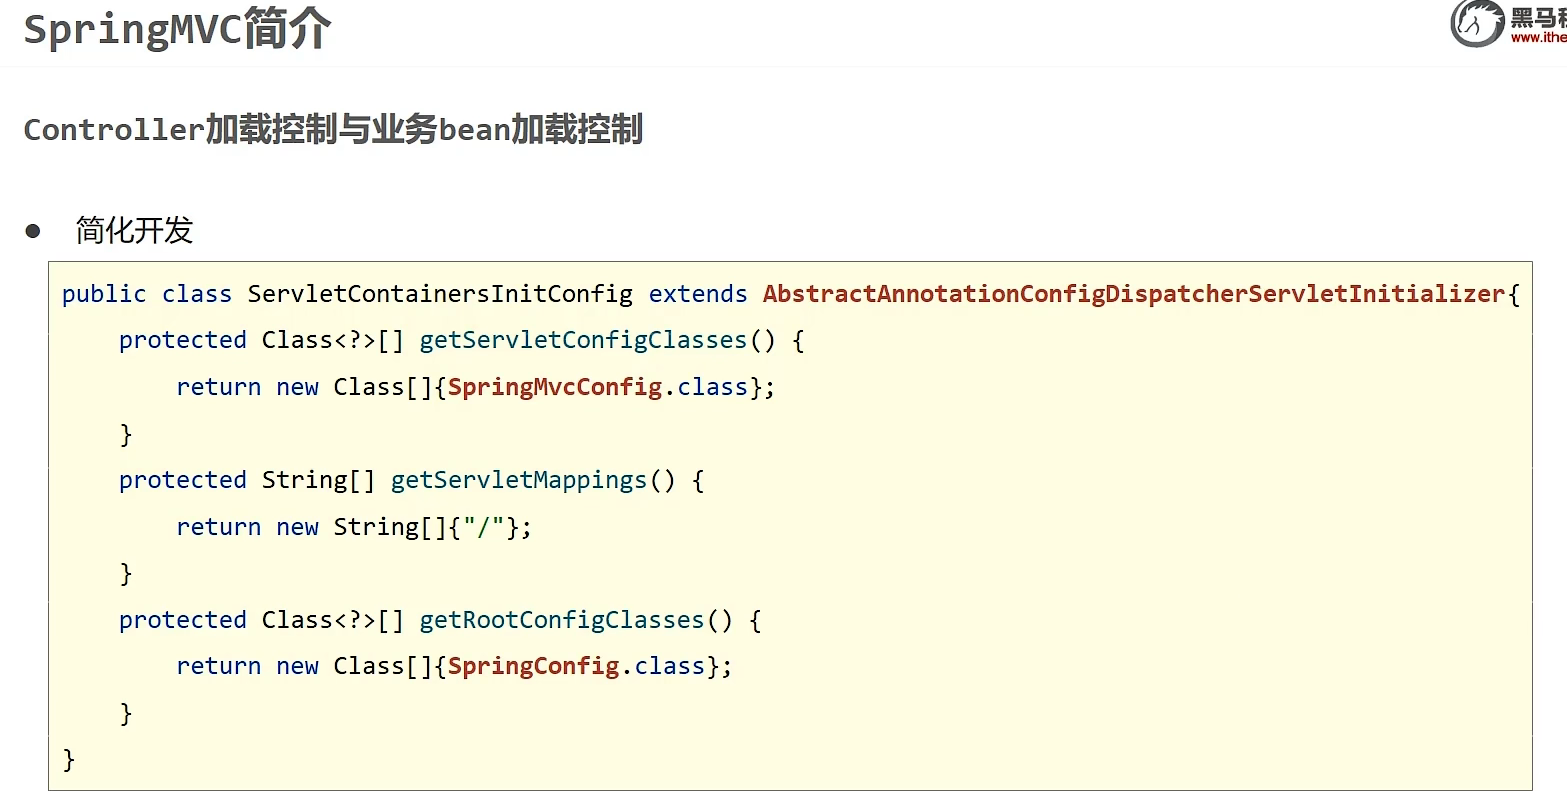 SpringMVC简介
黑马程
www.ithe
Controller加载控制与业务bean加载控制
● 简化开发
public class ServletContainersInitConfig extends AbstractAnnotationConfigDispatcherServletInitializer{
    protected Class<?>[] getServletConfigClasses() {
        return new Class[]{SpringMvcConfig.class};
    }
    protected String[] getServletMappings() {
        return new String[]{"/"};
    }
    protected Class<?>[] getRootConfigClasses() {
        return new Class[]{SpringConfig.class};
    }
}